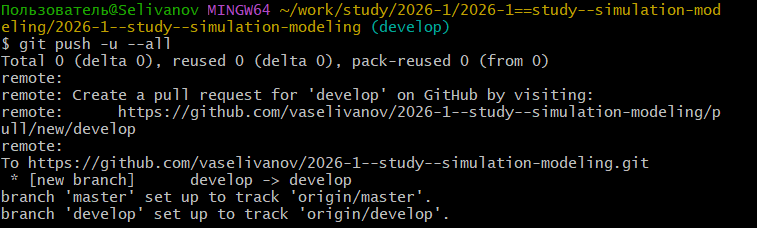 Пользователь@Selivanov MINGW64 ~/work/study/2026-1/2026-1==study--simulation-mod
eling/2026-1--study--simulation-modeling (develop)
$ git push -u --all
Total 0 (delta 0), reused 0 (delta 0), pack-reused 0 (from 0)
remote:
remote: Create a pull request for 'develop' on GitHub by visiting:
remote:      https://github.com/vaselivanov/2026-1--study--simulation-modeling/p
ull/new/develop
remote:
To https://github.com/vaselivanov/2026-1--study--simulation-modeling.git
 * [new branch]      develop -> develop
branch 'master' set up to track 'origin/master'.
branch 'develop' set up to track 'origin/develop'.